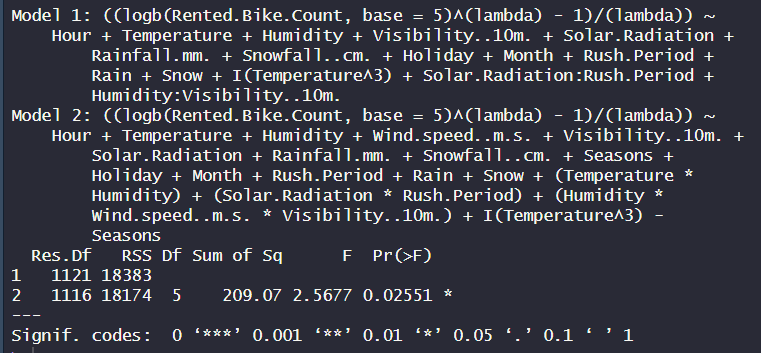 Model 1: ((logb(Rented.Bike.Count, base = 5)^(lambda) - 1)/(lambda)) ~
Hour + Temperature + Humidity + Visibility..10m. + Solar.Radiation +
Rainfall.mm. + Snowfall..cm. + Holiday + Month + Rush.Period +
Rain + Snow + I(Temperature^3) + Solar.Radiation:Rush.Period +
Humidity:Visibility..10m.
Model 2: ((logb(Rented.Bike.Count, base = 5)^(lambda) - 1)/(lambda)) ~
Hour + Temperature + Humidity + Wind.speed..m.s. + Visibility..10m. +
Solar.Radiation + Rainfall.mm. + Snowfall..cm. + Seasons +
Holiday + Month + Rush.Period + Rain + Snow + (Temperature *
Humidity) + (Solar.Radiation * Rush.Period) + (Humidity *
Wind.speed..m.s. * Visibility..10m.) + I(Temperature^3) -
Seasons
Res.Df RSS Df Sum of Sq F Pr(>F)
1 1121 18383
2 1116 18174 5 209.07 2.5677 0.02551 *
---
Signif. codes: 0 ‘***’ 0.001 ‘**’ 0.01 ‘*’ 0.05 ‘.’ 0.1 ‘ ’ 1